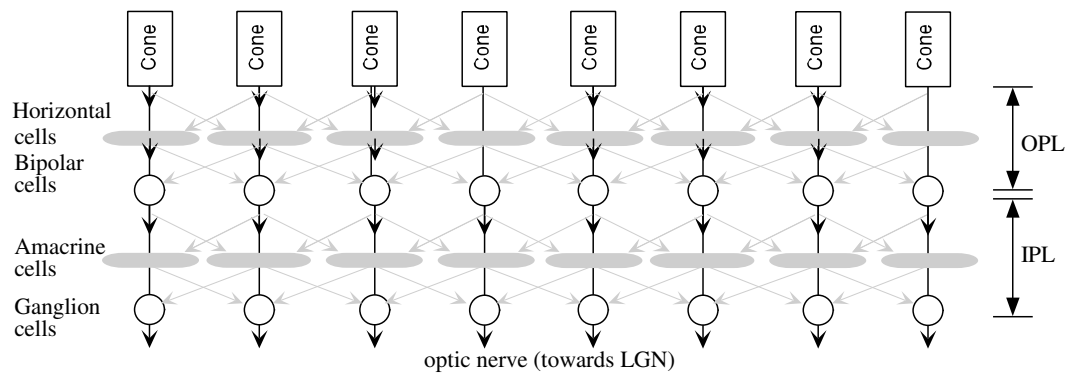 Cone Cone Cone Cone Cone Cone Cone Cone
Horizontal
cells
OPL
Bipolar
cells
Amacrine
cells
IPL
Ganglion
cells
optic nerve (towards LGN)